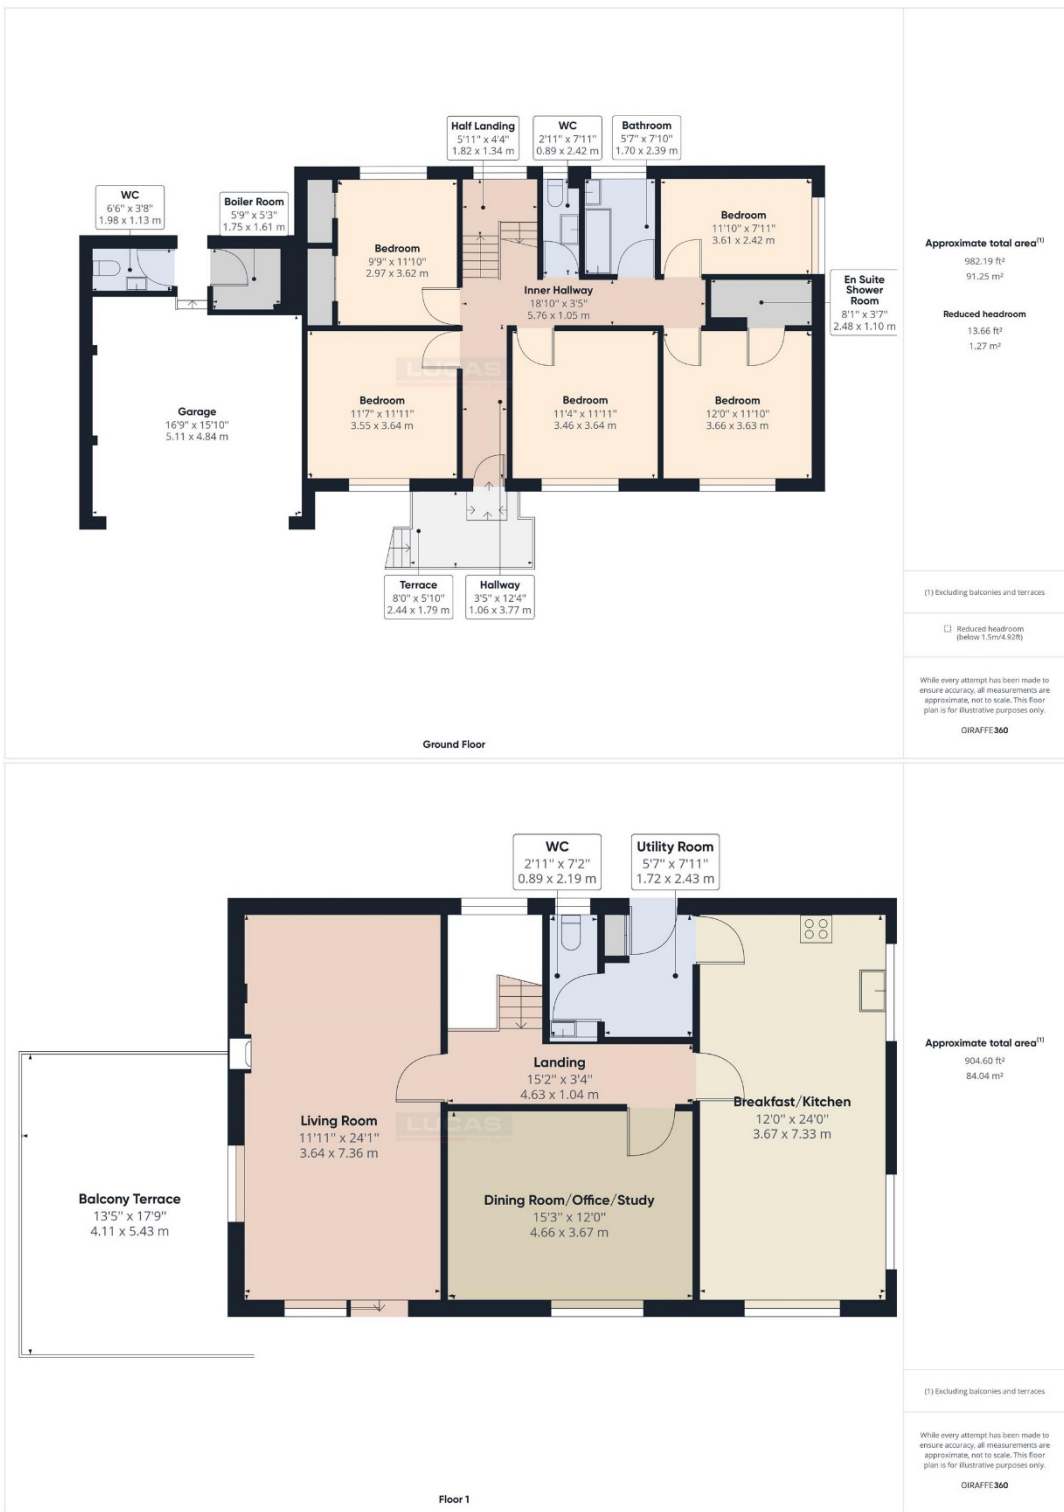 Half Landing
5'11" x 4'4"
1.82 x 1.34 m
WC
2'11" x 7'11"
0.89 x 2.42 m
Bathroom
5'7" x 7'10"
1.70 x 2.39 m
WC
6'6" x 3'8"
1.98 x 1.13 m
Boiler Room
5'9" x 5'3"
1.75 x 1.61 m
Bedroom
9'9" x 11'10"
2.97 x 3.62 m
Bedroom
11'10" x 7'11"
3.61 x 2.42 m
Inner Hallway
18'10" x 3'5"
5.76 x 1.05 m
En Suite
Shower
Room
8'1" x 3'7"
2.48 x 1.10 m
LUCAS
Garage
16'9" x 15'10"
5.11 x 4.84 m
Bedroom
11'7" x 11'11"
3.55 x 3.64 m
Bedroom
11'4" x 11'11"
3.46 x 3.64 m
Bedroom
12'0" x 11'10"
3.66 x 3.63 m
Terrace
8'0" x 5'10"
2.44 x 1.79 m
Hallway
3'5" x 12'4"
1.06 x 3.77 m
Ground Floor
Approximate total area(1)
982.19 ft²
91.25 m²
Reduced headroom
13.66 ft²
1.27 m²
(1) Excluding balconies and terraces
Reduced headroom
(below 1.5m/4.92ft)
While every attempt has been made to
ensure accuracy, all measurements are
approximate, not to scale. This floor
plan is for illustrative purposes only.
GIRAFFE360
WC
2'11" x 7'2"
0.89 x 2.19 m
Utility Room
5'7" x 7'11"
1.72 x 2.43 m
Landing
15'2" x 3'4"
4.63 x 1.04 m
Living Room
11'11" x 24'1"
3.64 x 7.36 m
LUCAS
Breakfast/Kitchen
12'0" x 24'0"
3.67 x 7.33 m
Balcony Terrace
13'5" x 17'9"
4.11 x 5.43 m
Dining Room/Office/Study
15'3" x 12'0"
4.66 x 3.67 m
Floor 1
Approximate total area(1)
904.60 ft²
84.04 m²
(1) Excluding balconies and terraces
While every attempt has been made to
ensure accuracy, all measurements are
approximate, not to scale. This floor
plan is for illustrative purposes only.
GIRAFFE360